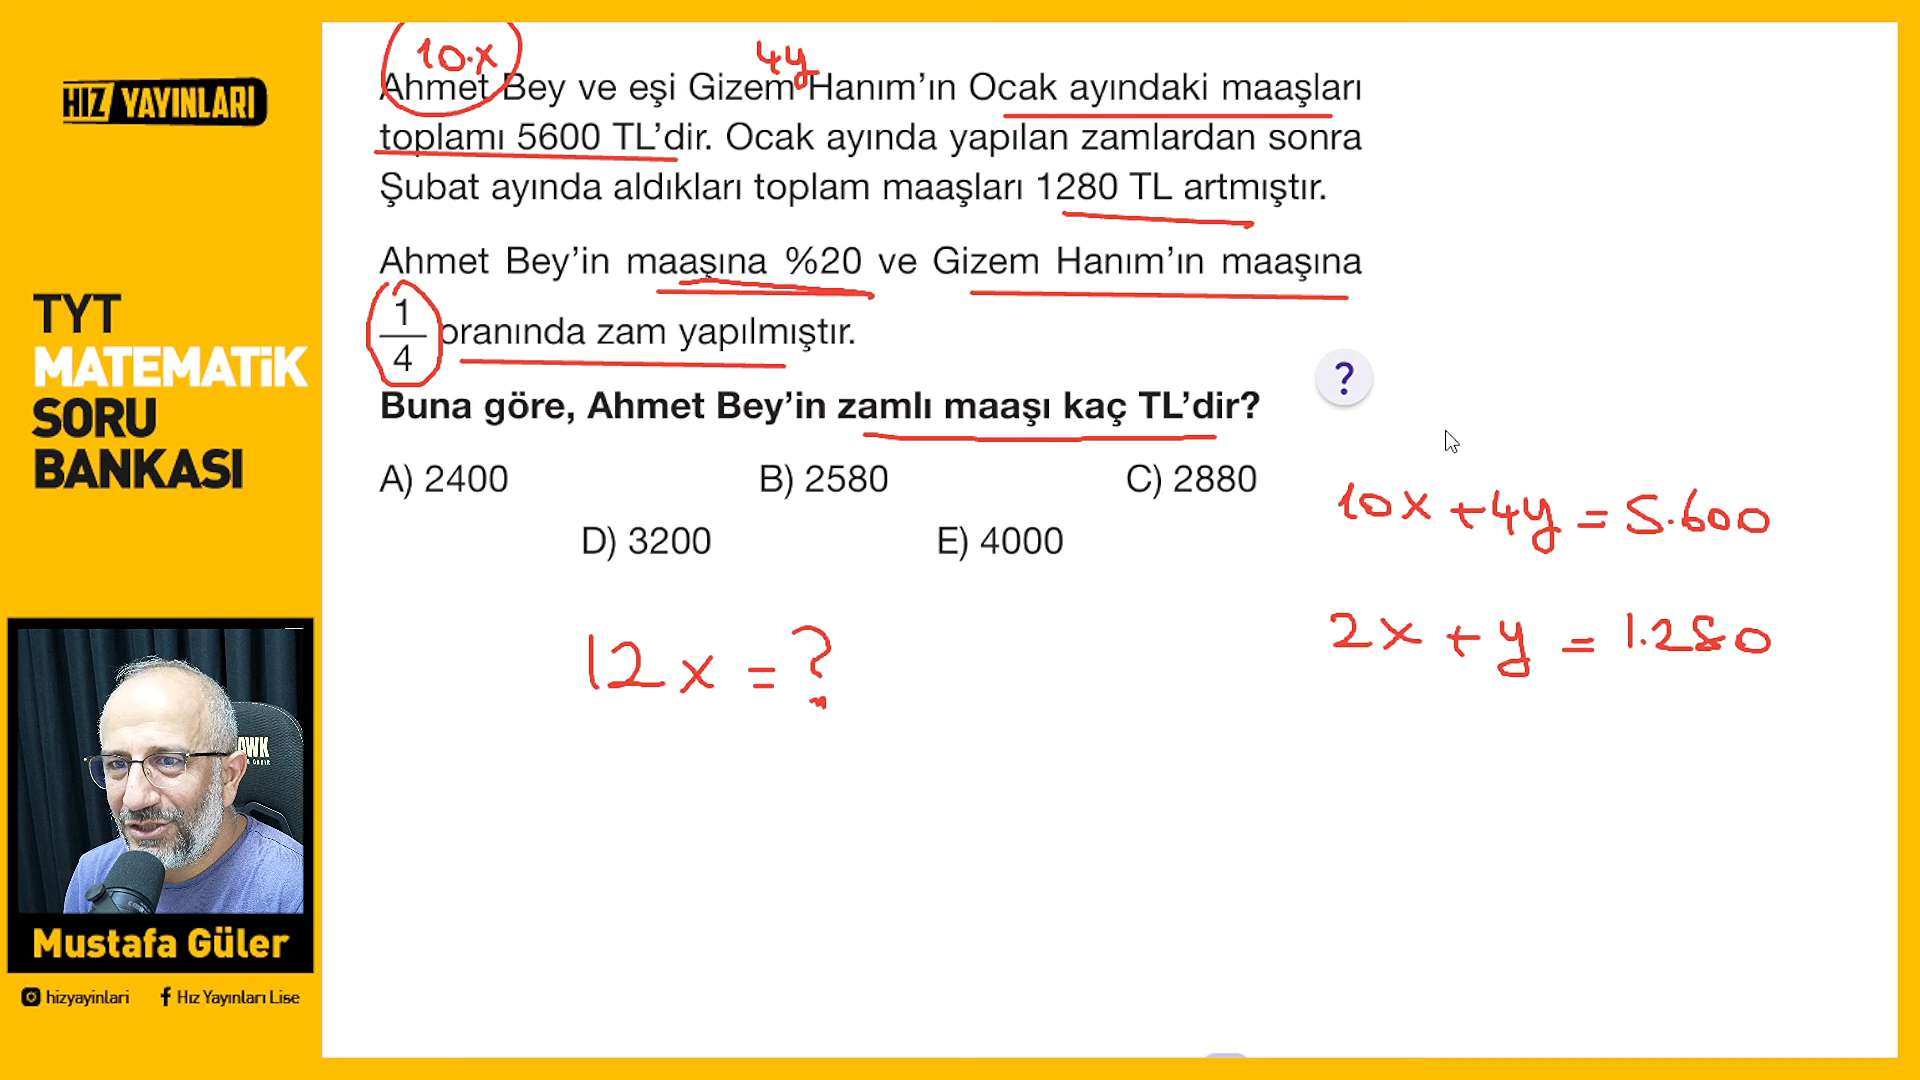 HIZ YAYINLARI
TYT
MATEMATİK
SORU
BANKASI
Mustafa Güler
hizyayinlari
Hız Yayınları Lise
10.x
4y
Ahmet Bey ve eşi Gizem Hanım’ın Ocak ayındaki maaşları
toplamı 5600 TL’dir. Ocak ayında yapılan zamlardan sonra
Şubat ayında aldıkları toplam maaşları 1280 TL artmıştır.
Ahmet Bey’in maaşına %20 ve Gizem Hanım’ın maaşına
1/4 oranında zam yapılmıştır.
Buna göre, Ahmet Bey’in zamlı maaşı kaç TL’dir?
A) 2400 B) 2580 C) 2880
D) 3200 E) 4000
?
10x + 4y = 5.600
2x + y = 1.280
12x = ?